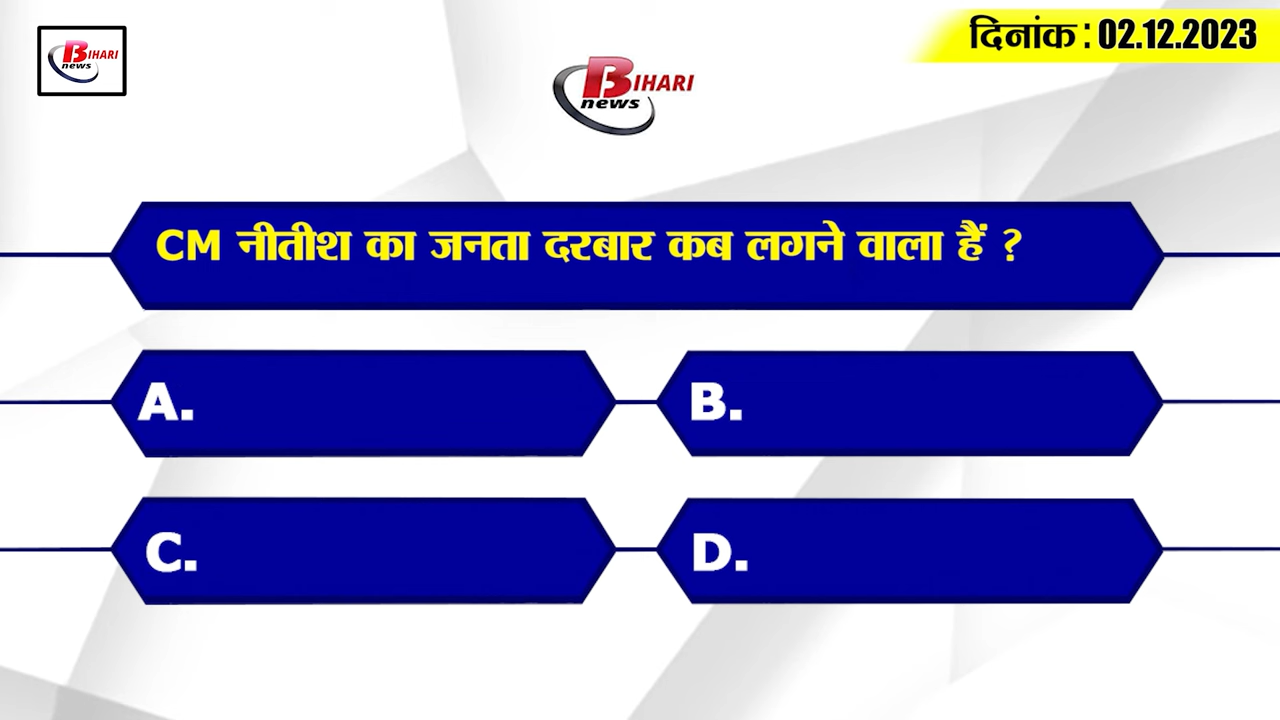 BIHARI
news
दिनांक : 02.12.2023
BIHARI
news
CM नीतीश का जनता दरबार कब लगने वाला हैं ?
A.
B.
C.
D.